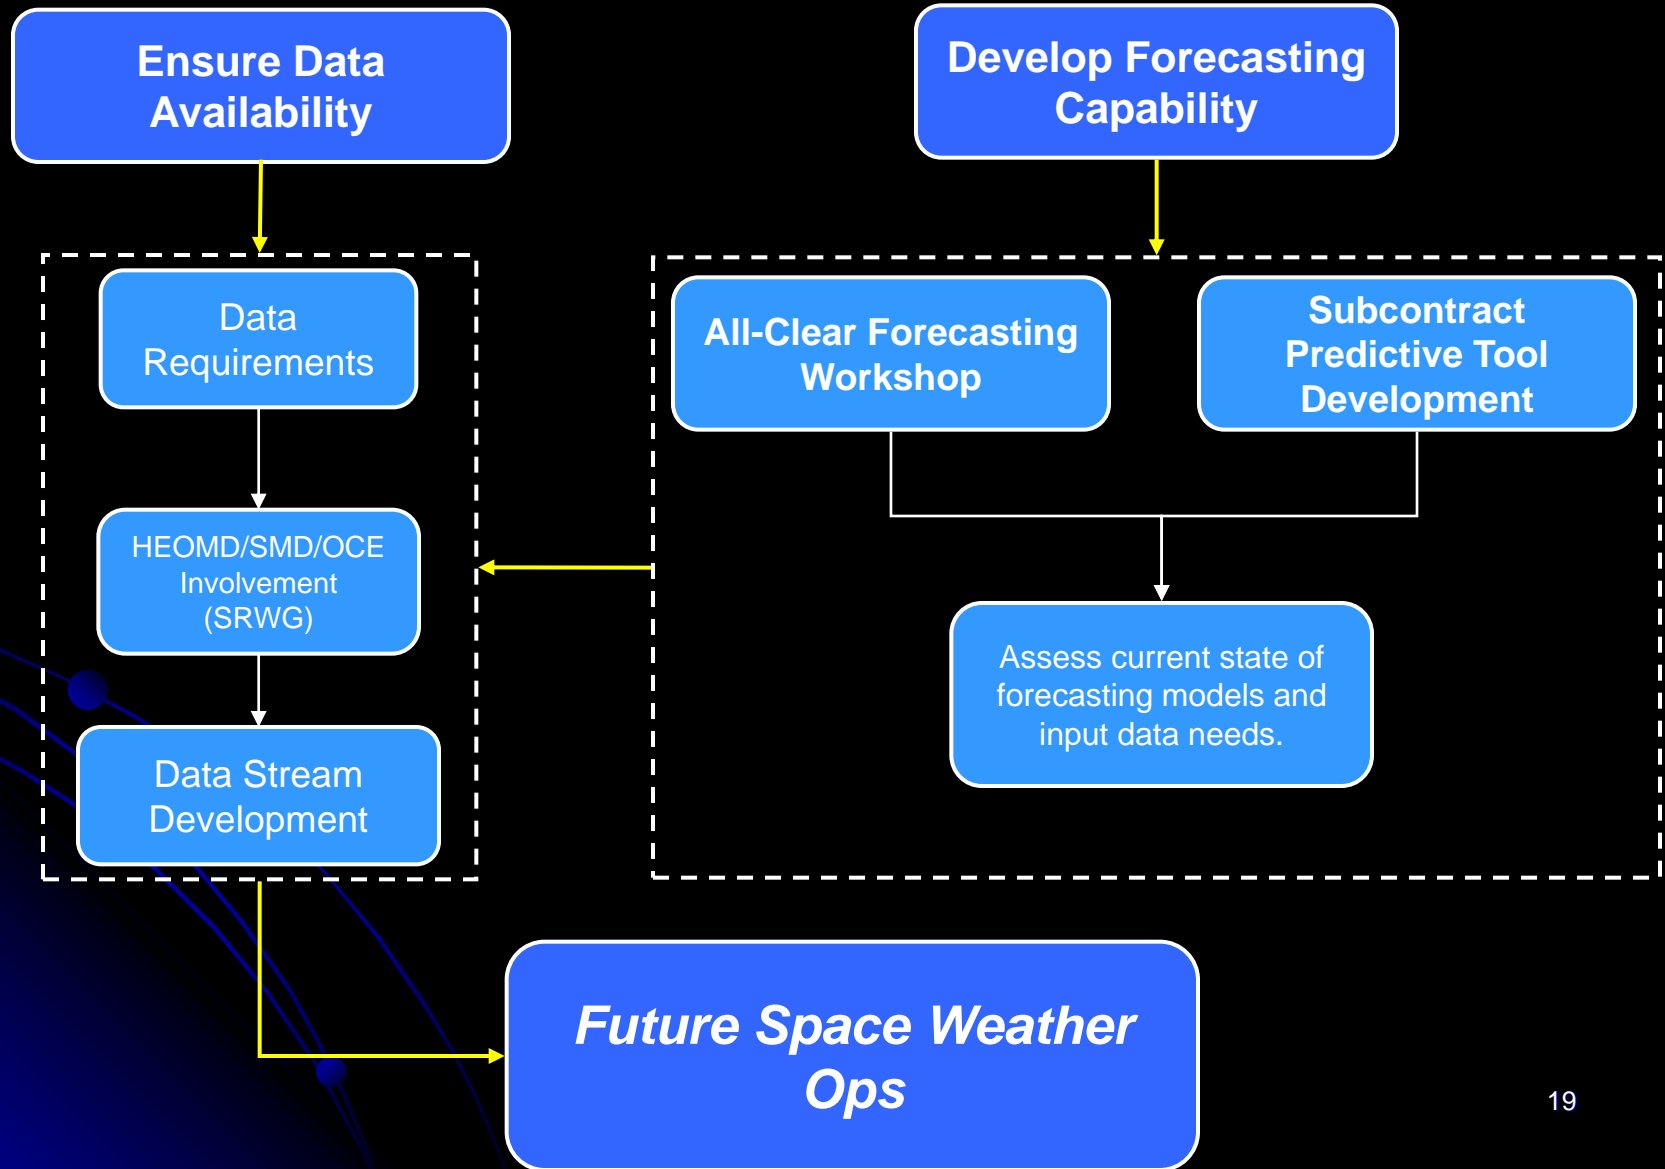 Ensure Data
Availability
Develop Forecasting
Capability
Data
Requirements
HEOMD/SMD/OCE
Involvement
(SRWG)
Data Stream
Development
All-Clear Forecasting
Workshop
Subcontract
Predictive Tool
Development
Assess current state of
forecasting models and
input data needs.
Future Space Weather
Ops
19